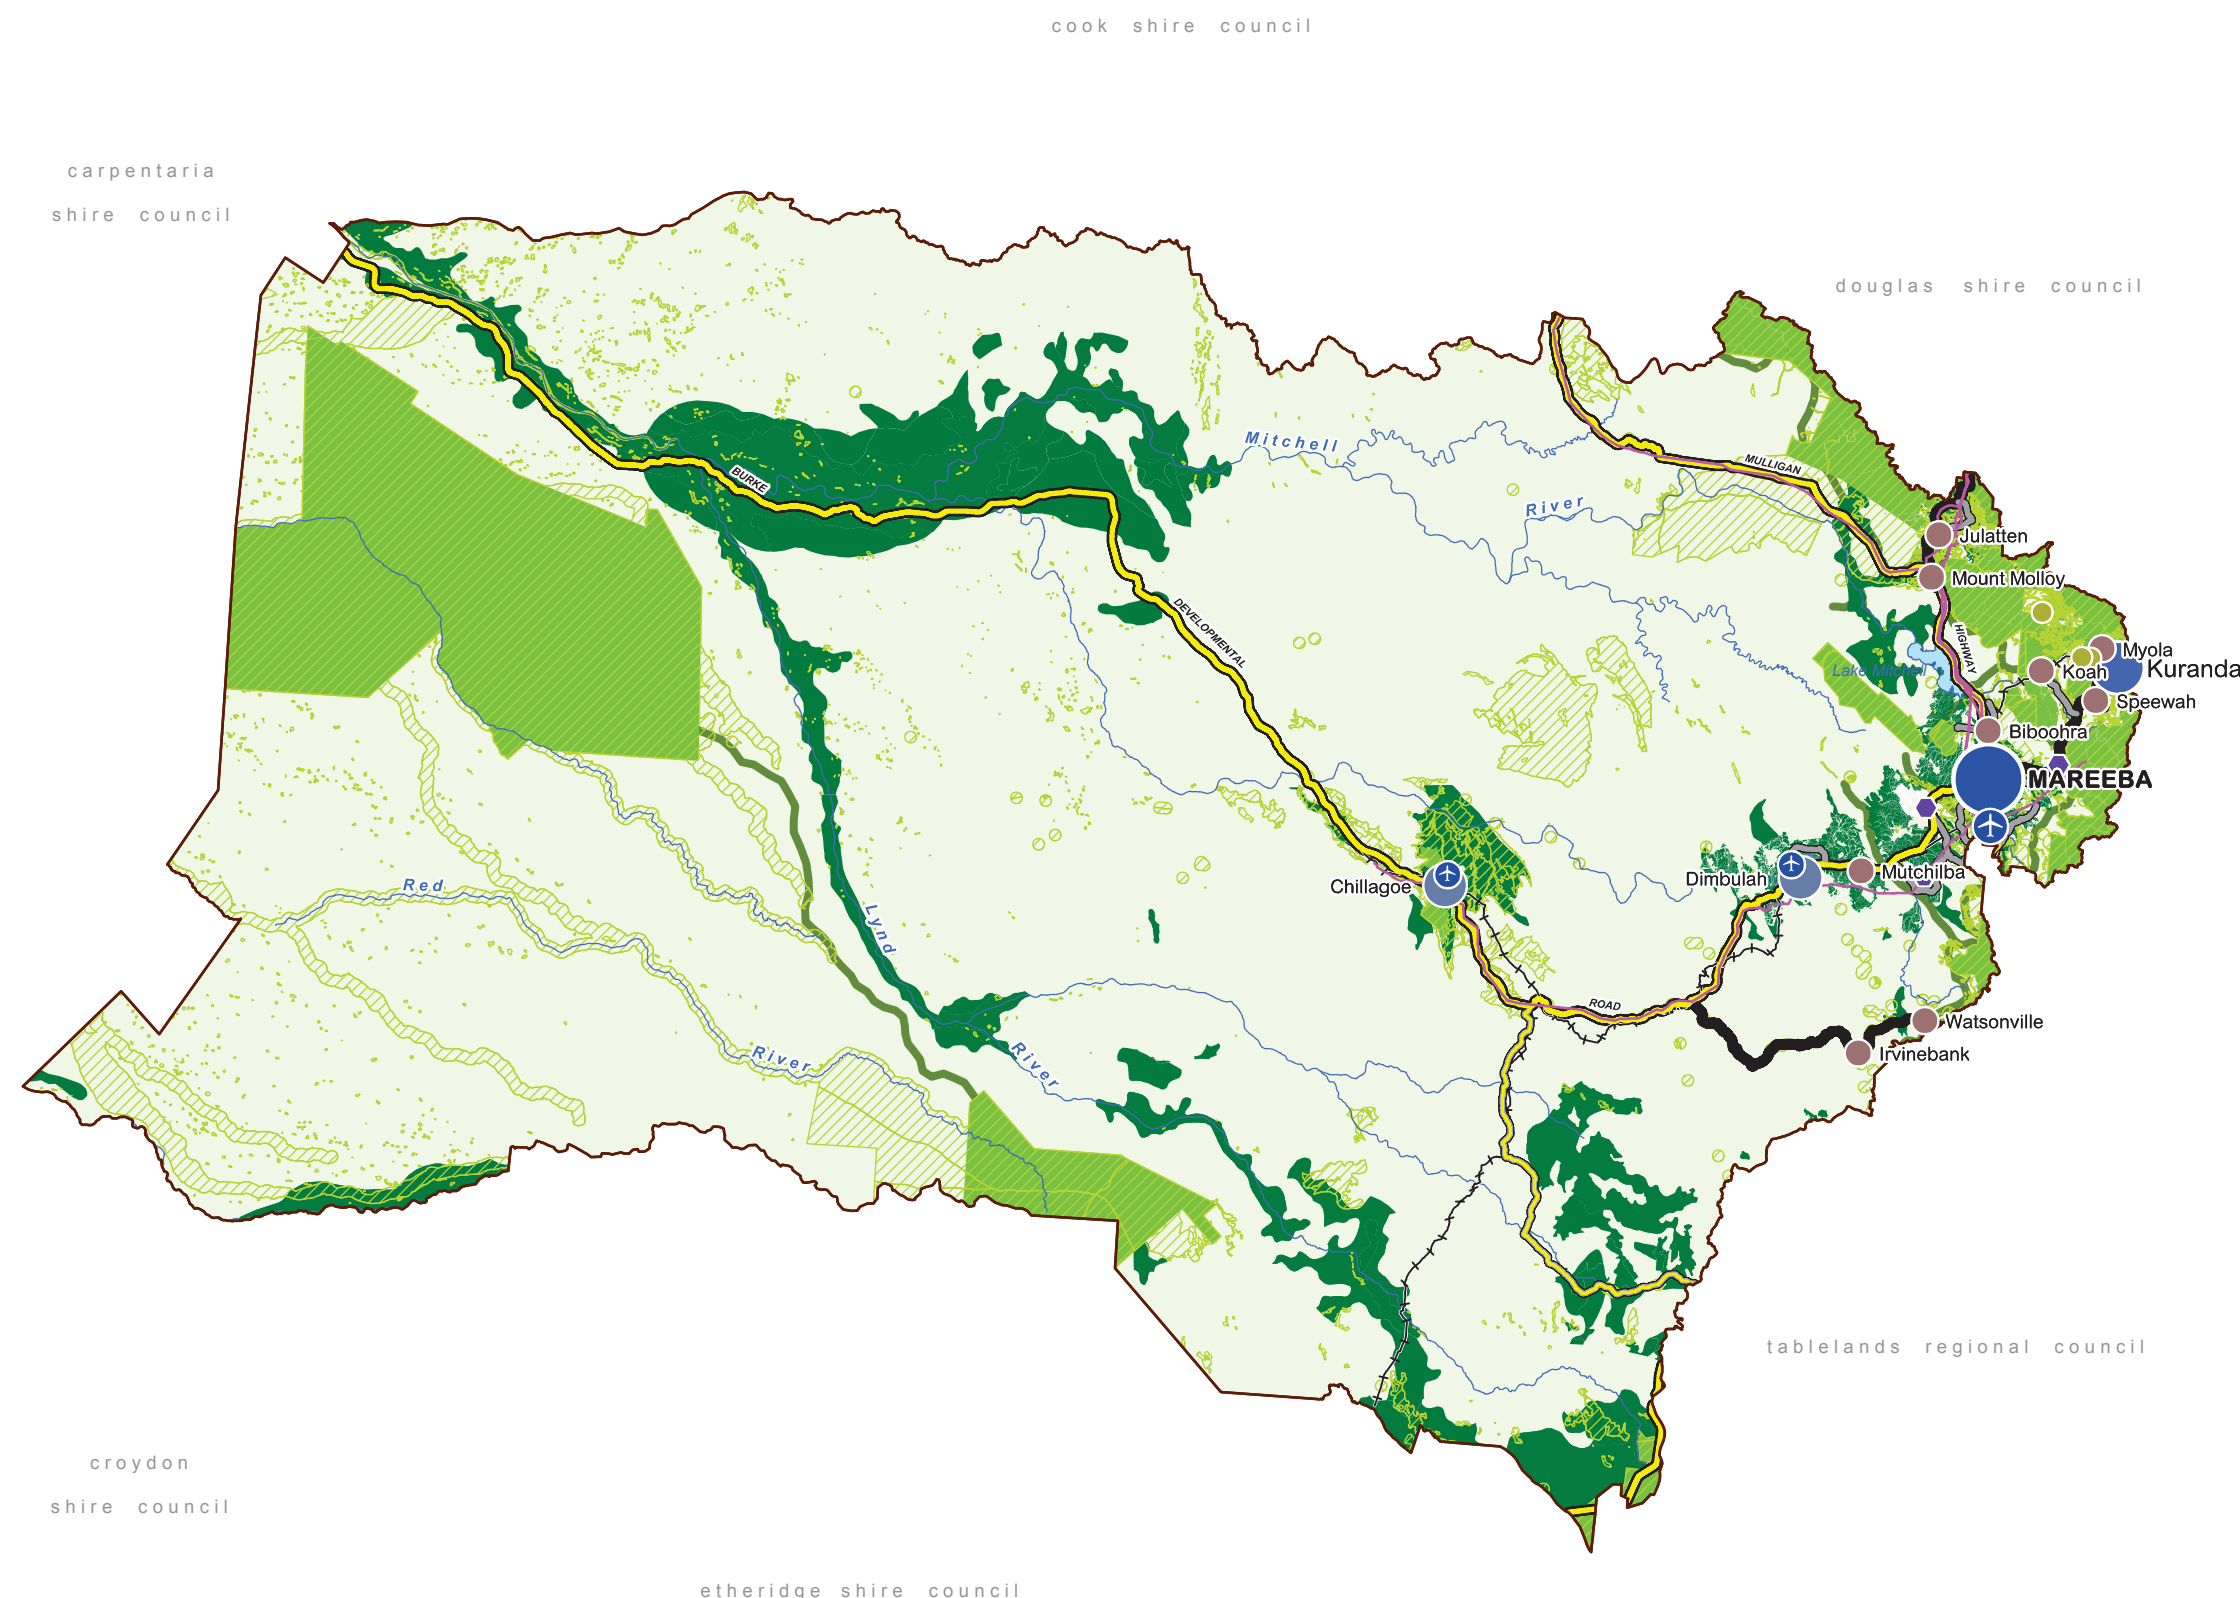 cook shire council
carpentaria
shire council
douglas shire council
Mitchell
MULLIGAN
BURKE
River
Julatten
Mount Molloy
DEVELOPMENTAL
HIGHWAY
Myola
Lake Mitchell
Koah
Kuranda
Speewah
Biboohra
MAREEBA
Chillagoe
Dimbulah
Mutchilba
Red
Lynd
ROAD
Watsonville
River
River
Irvinebank
tablelands regional council
croydon
shire council
etheridge shire council